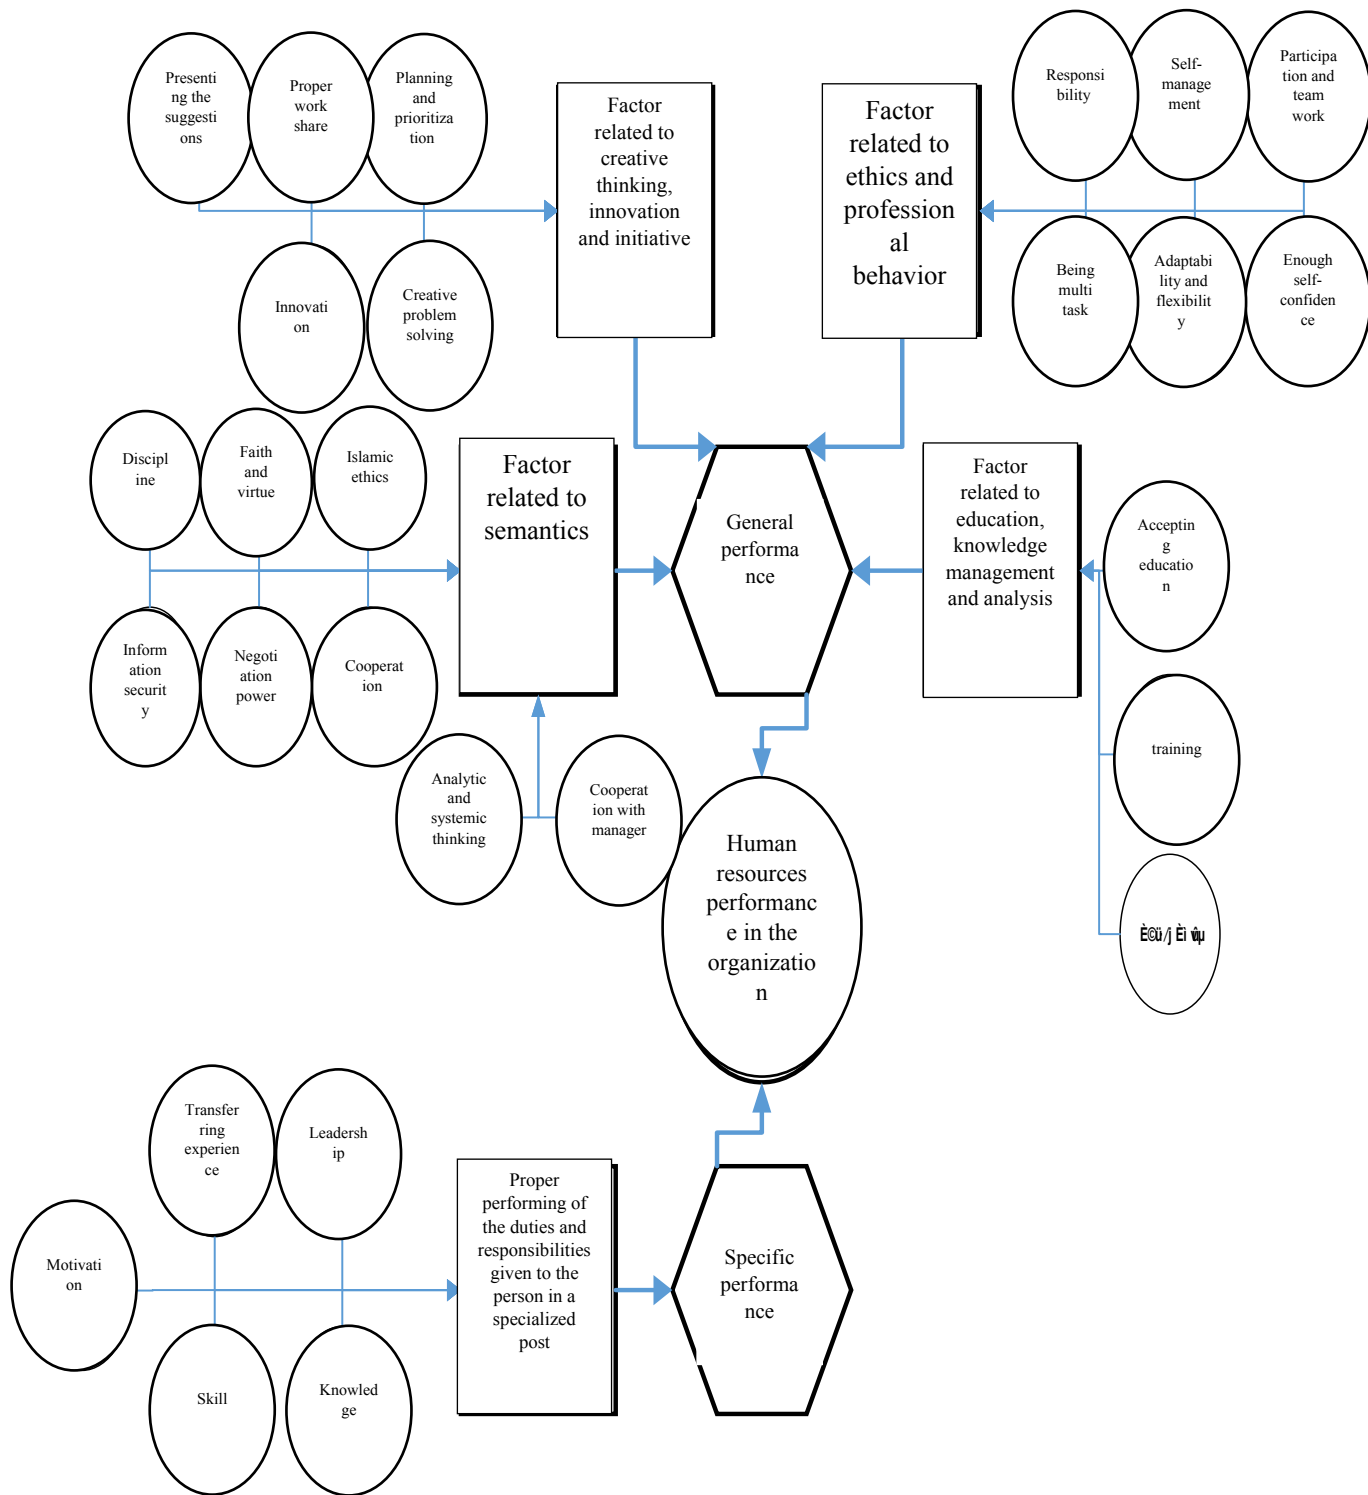 Presenti
ng the
suggesti
ons
Proper
work
share
Planning
and
prioritiza
tion
Factor
related to
creative
thinking,
innovation
and initiative
Factor
related to
ethics and
profession
al
behavior
Responsi
bility
Self-
manage
ment
Participa
tion and
team
work
Innovati
on
Creative
problem
solving
Being
multi
task
Adaptabi
lity and
flexibilit
y
Enough
self-
confiden
ce
Discipl
ine
Faith
and
virtue
Islamic
ethics
Factor
related to
semantics
General
performa
nce
Factor
related to
education,
knowledge
management
and analysis
Acceptin
g
educatio
n
Inform
ation
securit
y
Negoti
ation
power
Cooperat
ion
training
Analytic
and
systemic
thinking
Cooperat
ion with
manager
Human
resources
performanc
e in the
organizatio
n
Transfer
ring
experien
ce
Leadersh
ip
Motivati
on
Proper
performing of
the duties and
responsibilities
given to the
person in a
specialized
post
Specific
performa
nce
Skill
Knowled
ge